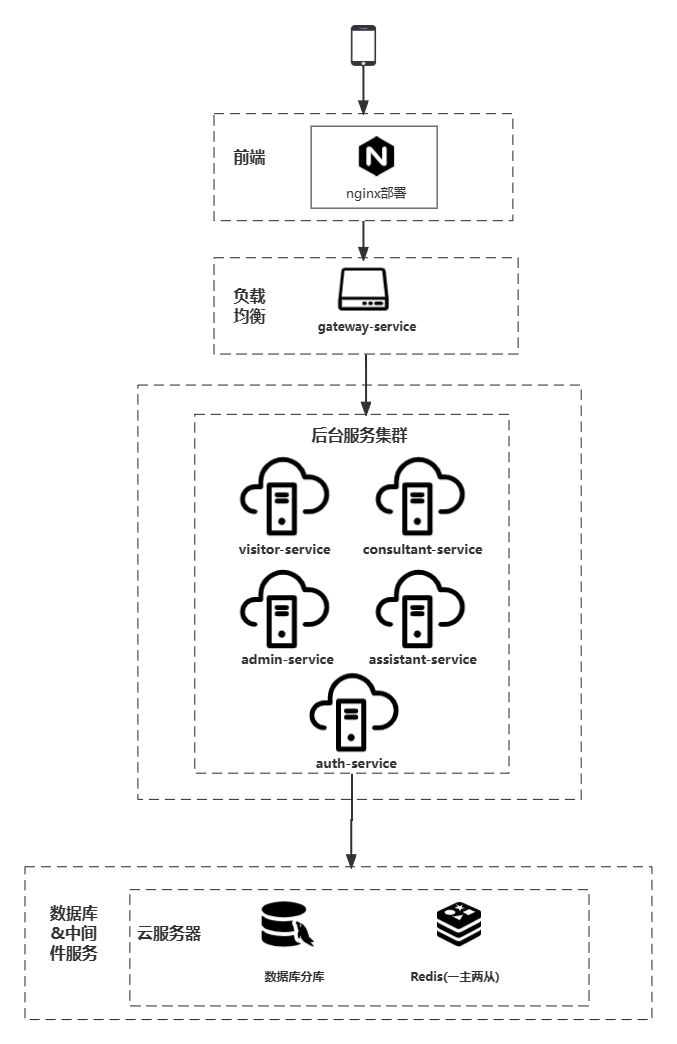 前端
nginx部署
负载
均衡
gateway-service
后台服务集群
visitor-service
consultant-service
admin-service
assistant-service
auth-service
数据库
&中间
件服务
云服务器
数据库分库
Redis(一主两从)